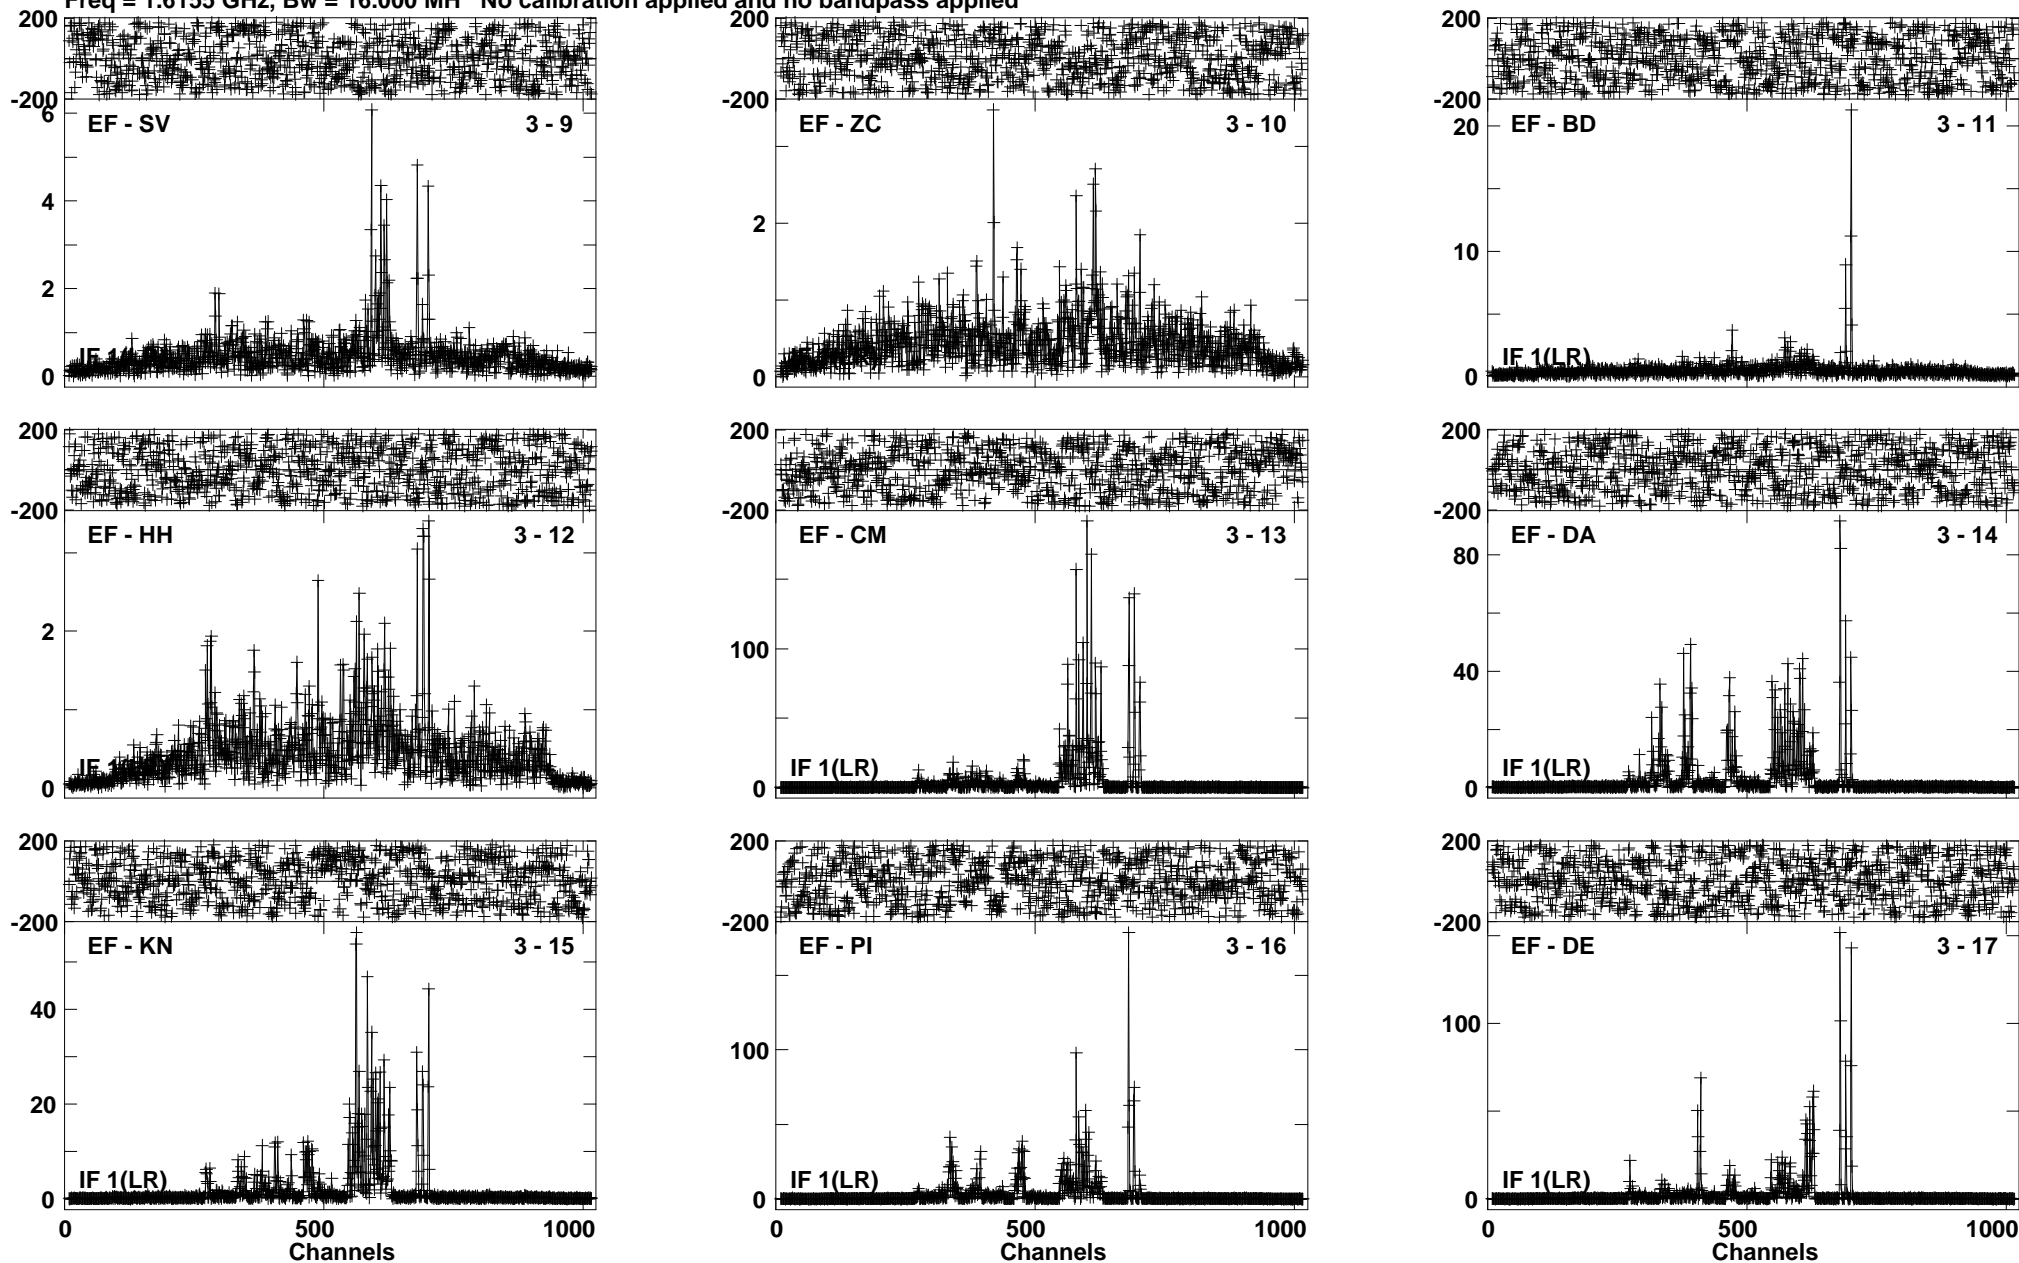 Freq = 1.6155 GHz, Bw = 16.000 MH No calibration applied and no bandpass applied
200 200 200
-200 -200 -200
EF - SV 3 - 9 EF - ZC 3 - 10 EF - BD 3 - 11
6 20
4
2 10
2
IF 1(LR)
0 0 0
200 200 200
-200 -200 -200
EF - HH 3 - 12 EF - CM 3 - 13 EF - DA 3 - 14
80
2 100 40
IF 1(LR) IF 1(LR)
0 0 0
200 200 200
-200 -200 -200
EF - KN 3 - 15 EF - PI 3 - 16 EF - DE 3 - 17
40 100 100
20
IF 1(LR) IF 1(LR) IF 1(LR)
0 0 0
0 500 1000 0 500 1000 0 500 1000
Channels Channels Channels